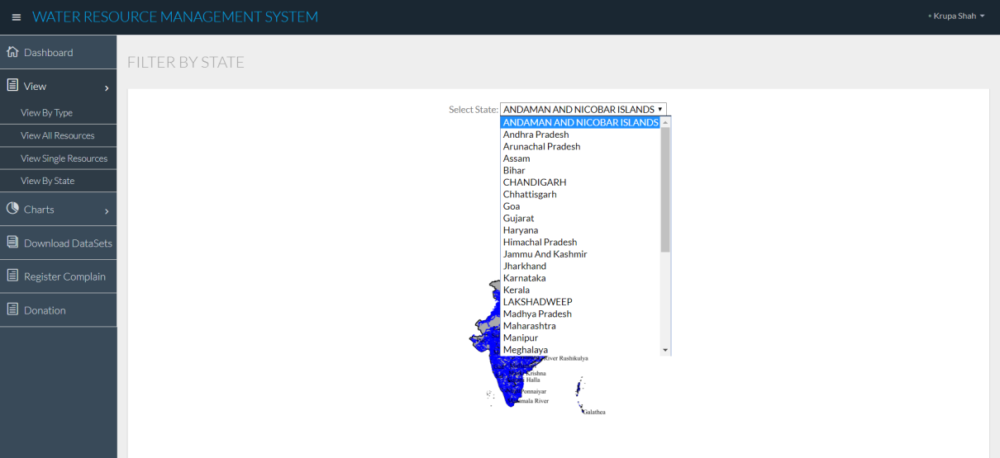 WATER RESOURCE MANAGEMENT SYSTEM
Krupa Shah
Dashboard
View
View By Type
View All Resources
View Single Resources
View By State
Charts
Download DataSets
Register Complain
Donation
FILTER BY STATE
Select State: ANDAMAN AND NICOBAR ISLANDS
ANDAMAN AND NICOBAR ISLANDS
Andhra Pradesh
Arunachal Pradesh
Assam
Bihar
CHANDIGARH
Chhattisgarh
Goa
Gujarat
Haryana
Himachal Pradesh
Jammu And Kashmir
Jharkhand
Karnataka
Kerala
LAKSHADWEEP
Madhya Pradesh
Maharashtra
Manipur
Meghalaya
River Rushikulya
Krishna
Halla
Ponnaiyar
River
Galathea